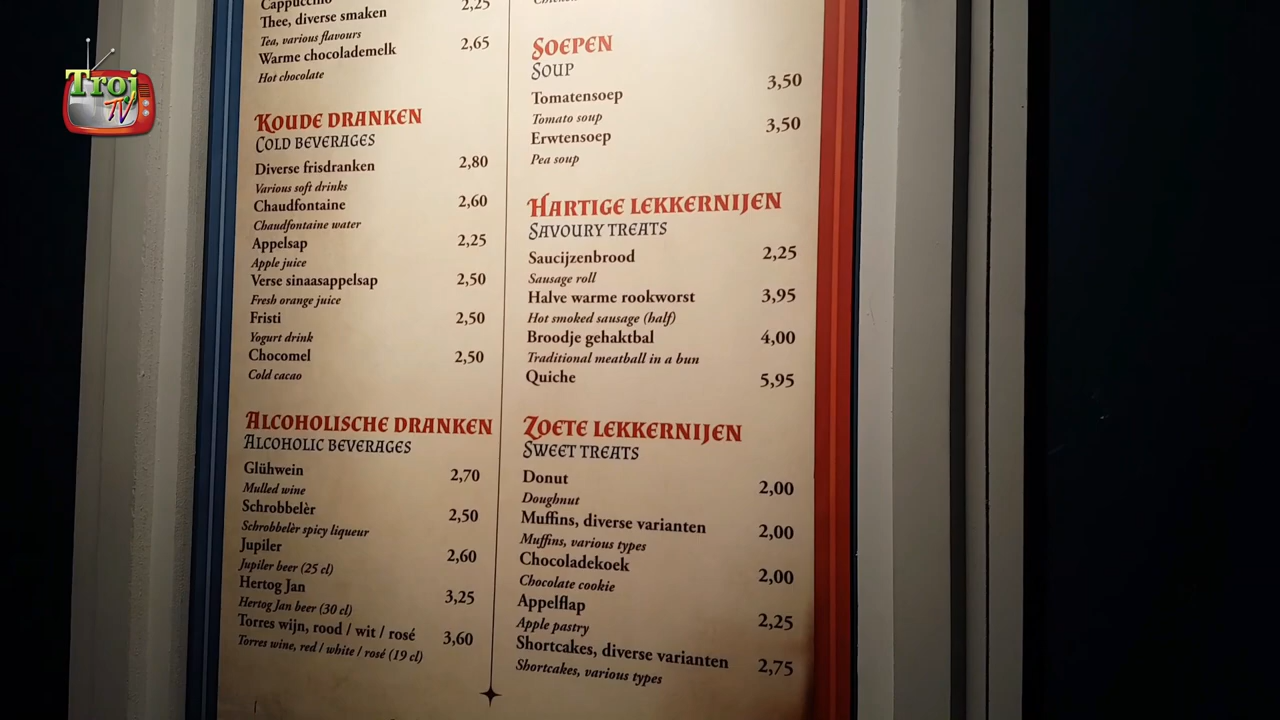 Troj
TV
Cappuccino
2,25
Thee, diverse smaken
Tea, various flavours
Warme chocolademelk 2,65
Hot chocolate
KOUDE DRANKEN
COLD BEVERAGES
Diverse frisdranken 2,80
Various soft drinks
Chaudfontaine 2,60
Chaudfontaine water
Appelsap 2,25
Apple juice
Verse sinaasappelsap 2,50
Fresh orange juice
Fristi 2,50
Yogurt drink
Chocomel 2,50
Cold cacao
ALCOHOLISCHE DRANKEN
ALCOHOLIC BEVERAGES
Glühwein 2,70
Mulled wine
Schrobbelèr 2,50
Schrobbelèr spicy liqueur
Jupiler 2,60
Jupiler beer (25 cl)
Hertog Jan 3,25
Hertog Jan beer (30 cl)
Torres wijn, rood / wit / rosé 3,60
Torres wine, red / white / rosé (19 cl)
SOEPEN
SOUP
Tomatensoep 3,50
Tomato soup
Erwtensoep 3,50
Pea soup
HARTIGE LEKKERNIJEN
SAVOURY TREATS
Saucijzenbrood 2,25
Sausage roll
Halve warme rookworst 3,95
Hot smoked sausage (half)
Broodje gehaktbal 4,00
Traditional meatball in a bun
Quiche 5,95
ZOETE LEKKERNIJEN
SWEET TREATS
Donut 2,00
Doughnut
Muffins, diverse varianten 2,00
Muffins, various types
Chocoladekoek 2,00
Chocolate cookie
Appelflap 2,25
Apple pastry
Shortcakes, diverse varianten 2,75
Shortcakes, various types